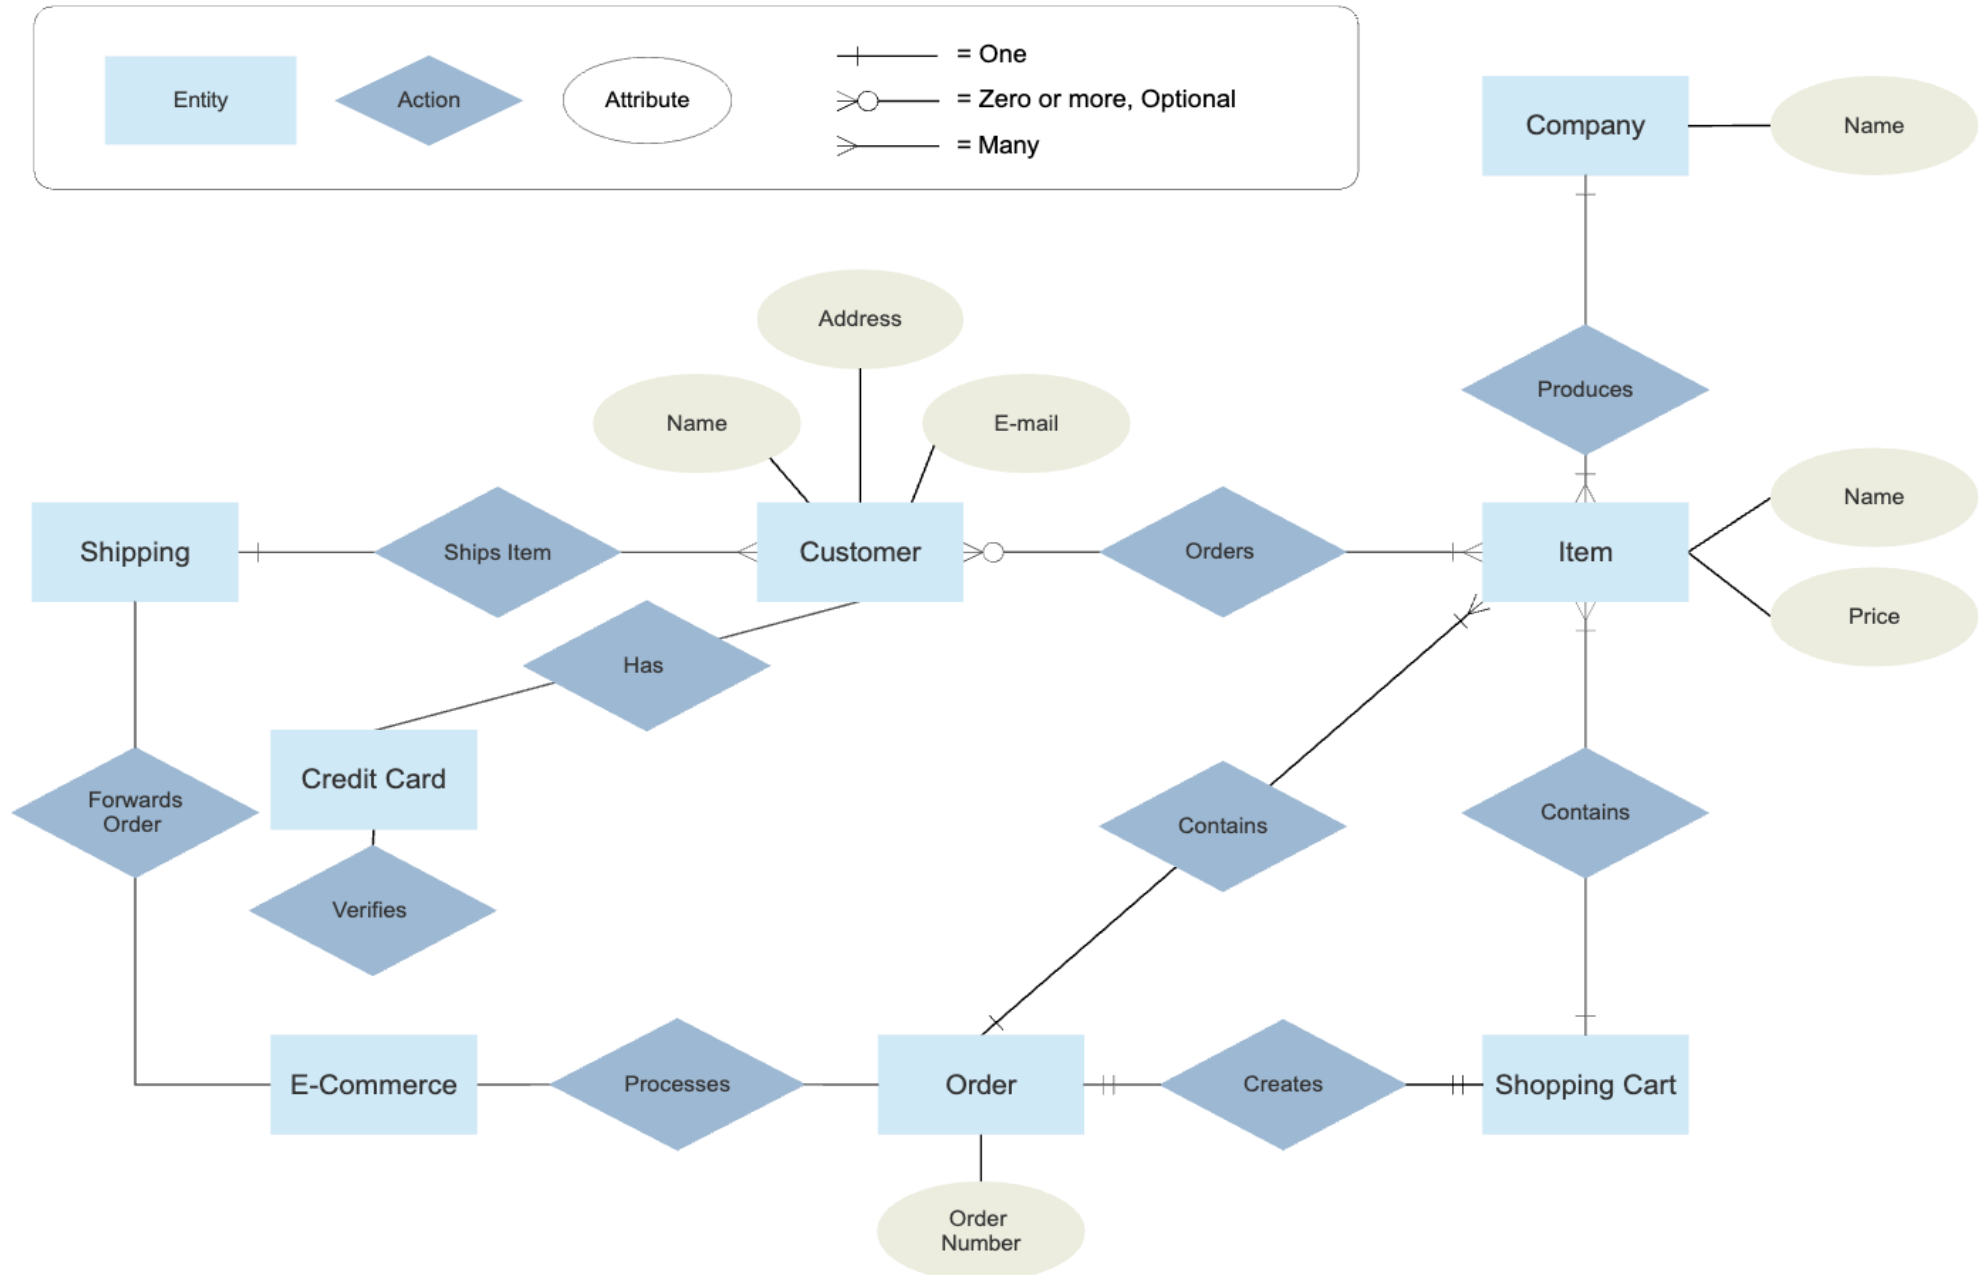 Entity
Action
Attribute
= One
= Zero or more, Optional
= Many
Company
Name
Address
Name
E-mail
Produces
Shipping
Ships Item
Customer
Orders
Item
Name
Price
Has
Credit Card
Forwards
Order
Contains
Contains
Verifies
E-Commerce
Processes
Order
Creates
Shopping Cart
Order
Number